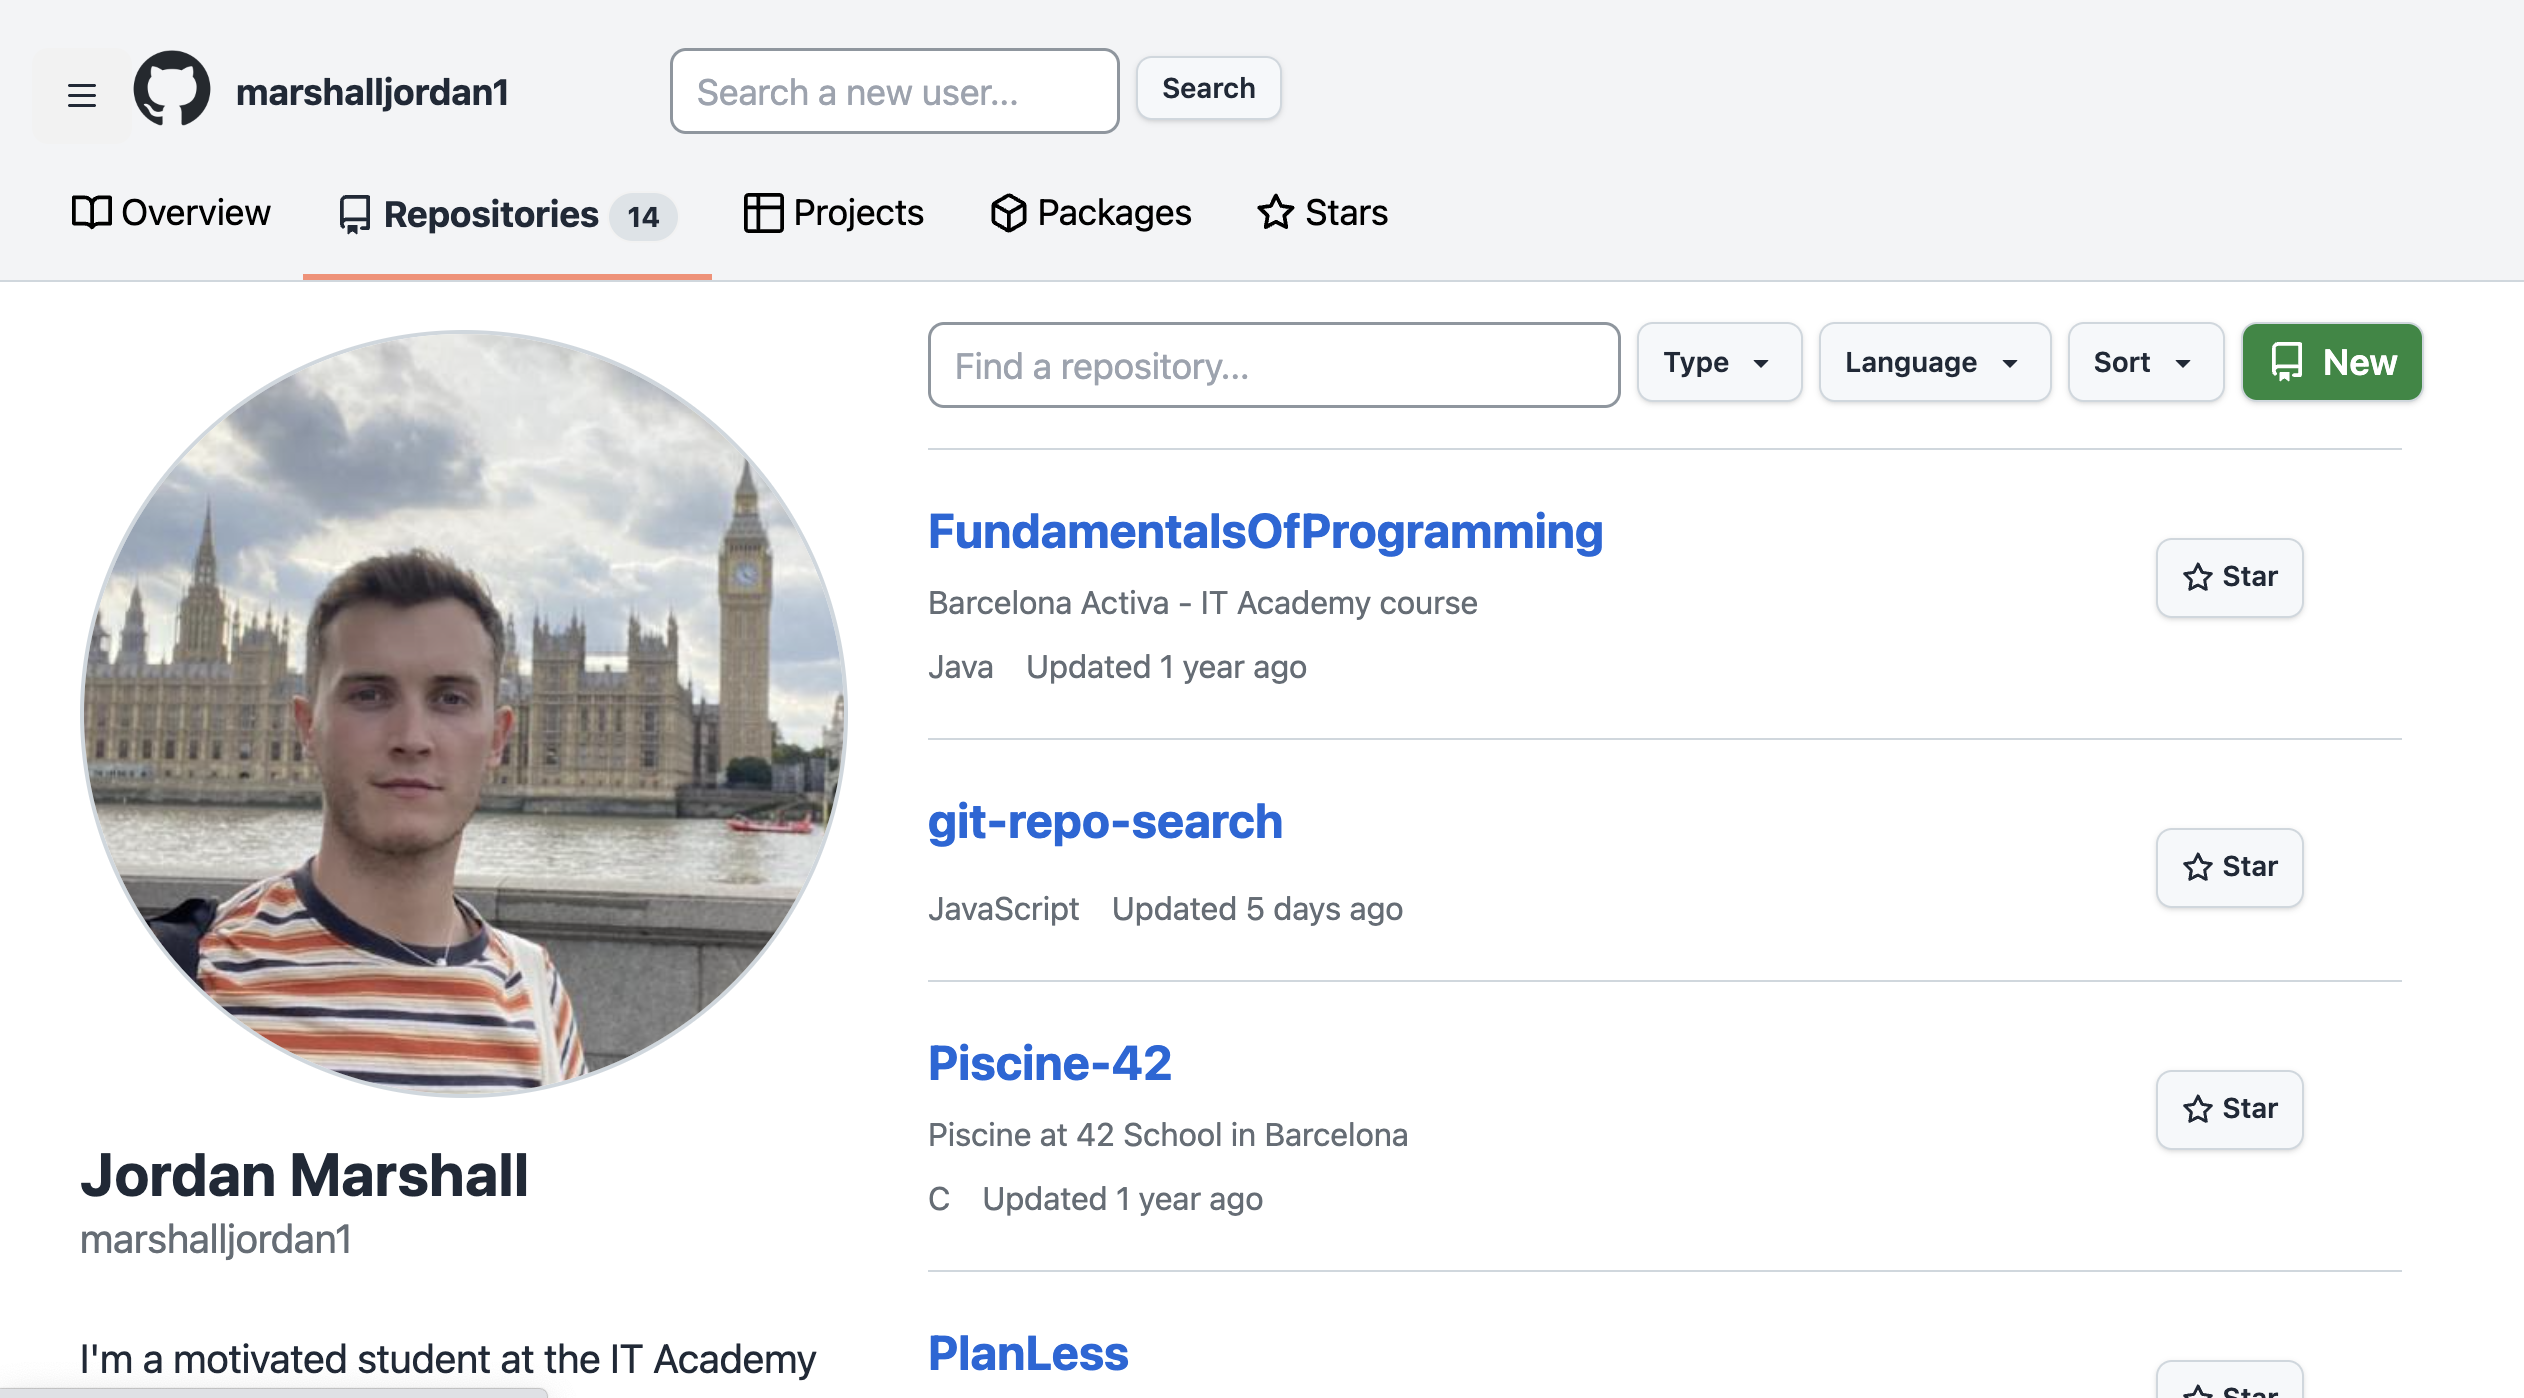 marshalljordan1
Search a new user...
Search
Overview
Repositories 14
Projects
Packages
Stars
Find a repository...
Type
Language
Sort
New
FundamentalsOfProgramming
Barcelona Activa - IT Academy course
Java Updated 1 year ago
Star
git-repo-search
JavaScript Updated 5 days ago
Star
Piscine-42
Piscine at 42 School in Barcelona
C Updated 1 year ago
Star
PlanLess
Star
Jordan Marshall
marshalljordan1
I'm a motivated student at the IT Academy